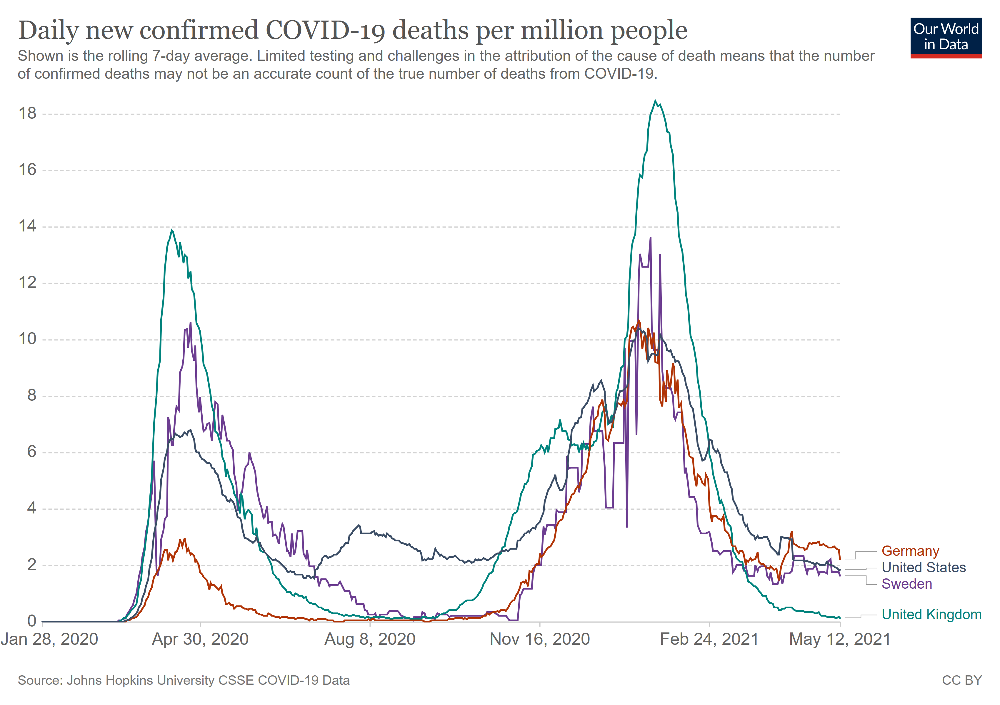 Daily new confirmed COVID-19 deaths per million people
Our World
in Data
Shown is the rolling 7-day average. Limited testing and challenges in the attribution of the cause of death means that the number
of confirmed deaths may not be an accurate count of the true number of deaths from COVID-19.
18
16
14
12
10
8
6
4
2
0
Germany
United States
Sweden
United Kingdom
Jan 28, 2020 Apr 30, 2020 Aug 8, 2020 Nov 16, 2020 Feb 24, 2021 May 12, 2021
Source: Johns Hopkins University CSSE COVID-19 Data CC BY